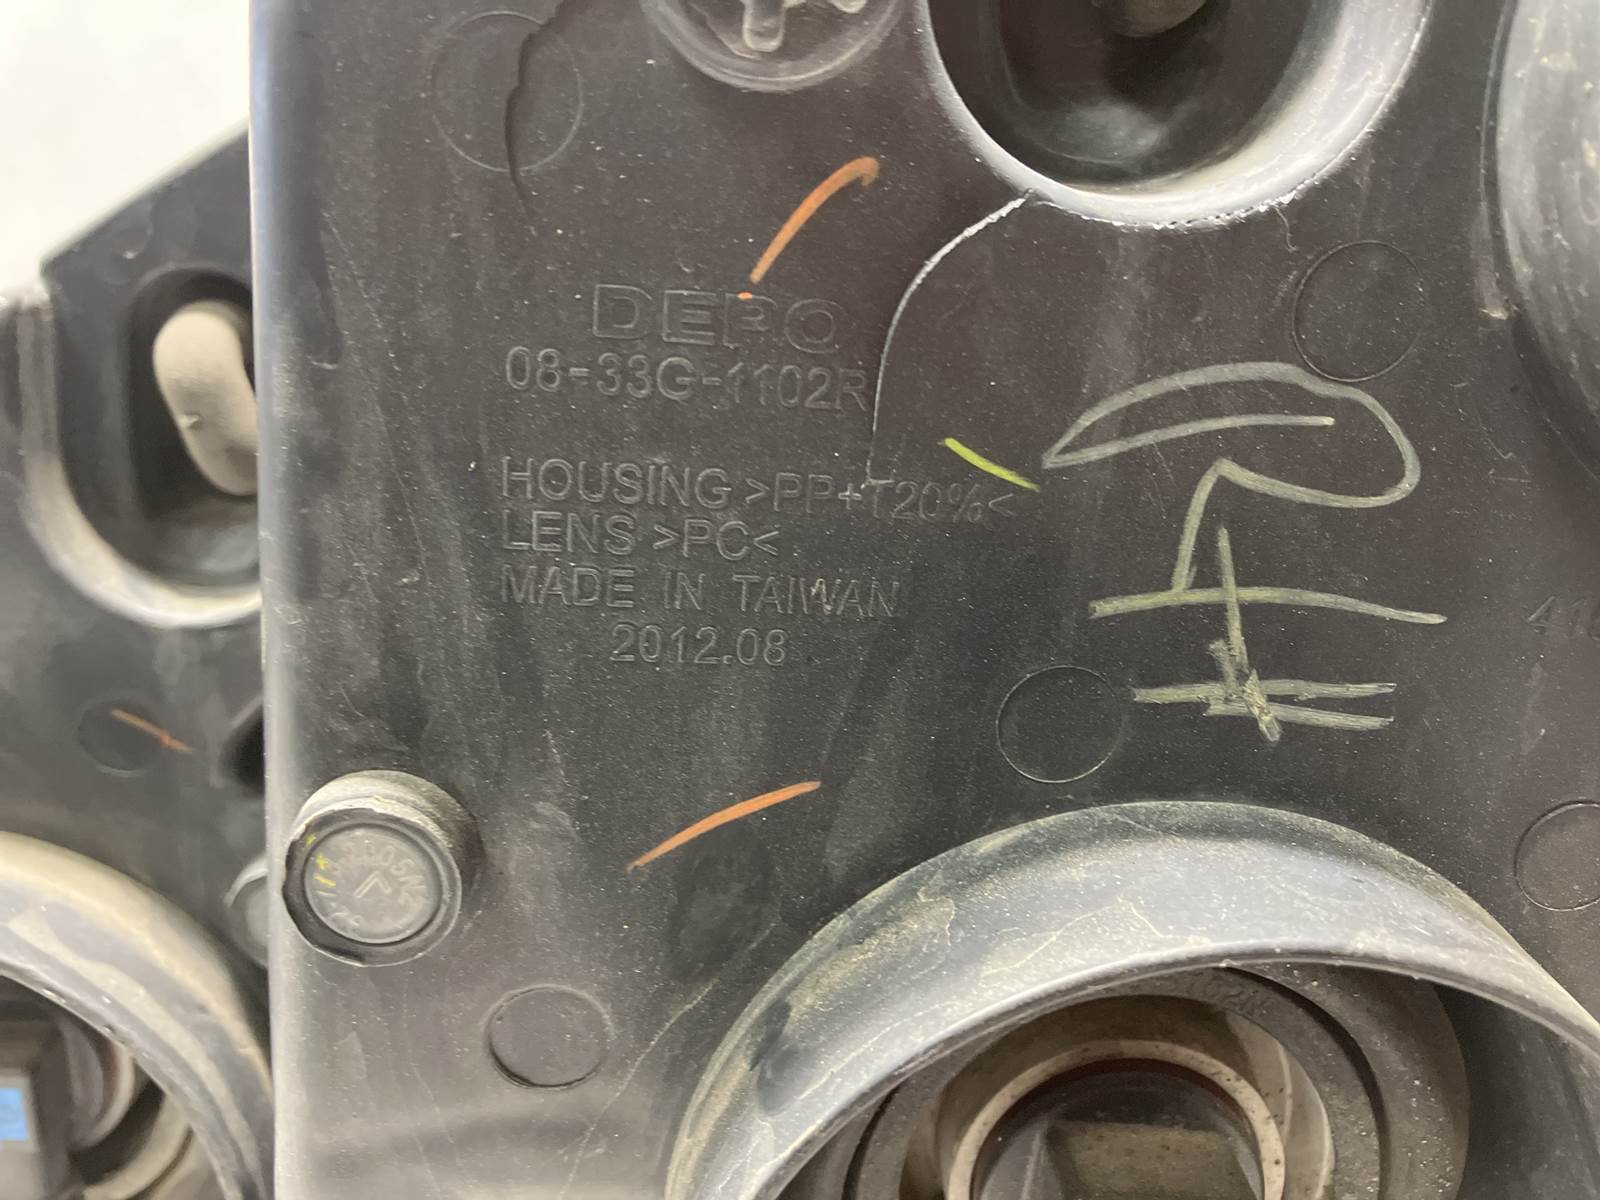 DEPO
08-33G-1102R
HOUSING >PP+T20%<
LENS >PC<
MADE IN TAIWAN
2012.08